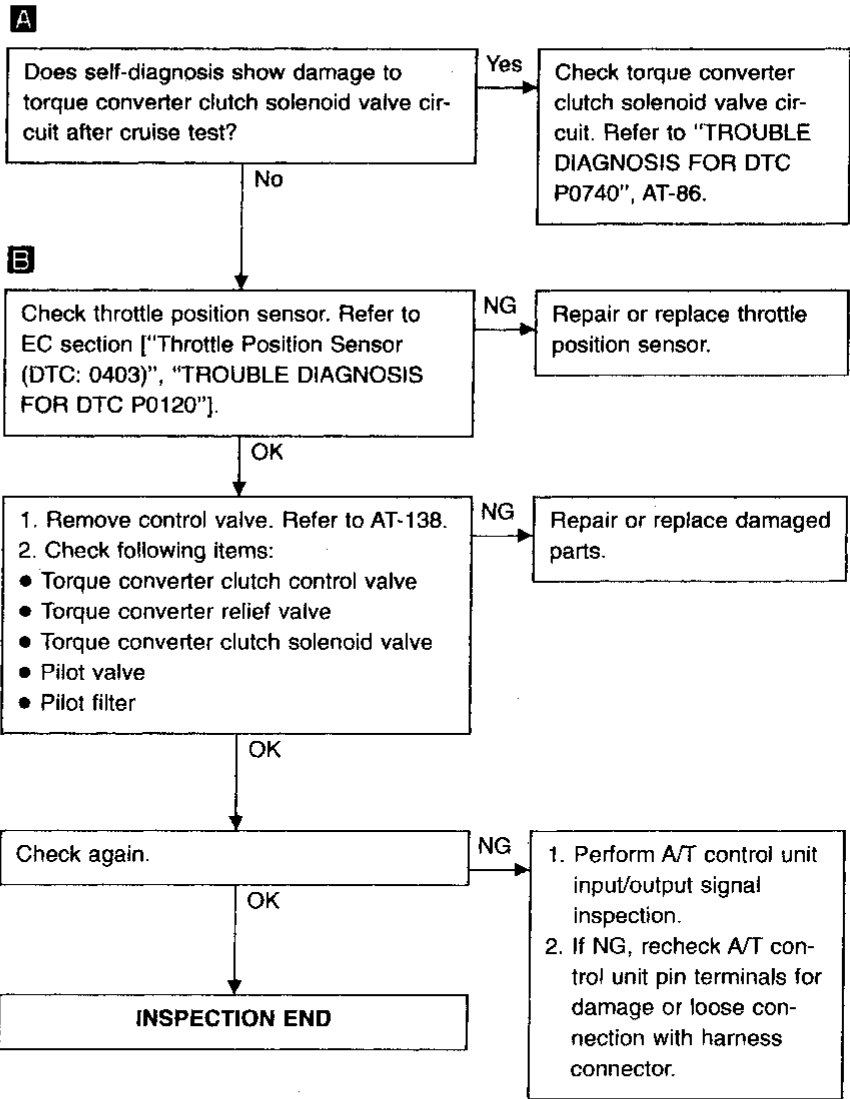 A
Does self-diagnosis show damage to
torque converter clutch solenoid valve cir-
cuit after cruise test?
Yes
Check torque converter
clutch solenoid valve cir-
cuit. Refer to "TROUBLE
DIAGNOSIS FOR DTC
P0740", AT-86.
No
B
Check throttle position sensor. Refer to
EC section ["Throttle Position Sensor
(DTC: 0403)", "TROUBLE DIAGNOSIS
FOR DTC P0120"].
NG
Repair or replace throttle
position sensor.
OK
1. Remove control valve. Refer to AT-138.
2. Check following items:
● Torque converter clutch control valve
● Torque converter relief valve
● Torque converter clutch solenoid valve
● Pilot valve
● Pilot filter
NG
Repair or replace damaged
parts.
OK
Check again.
NG
1. Perform A/T control unit
input/output signal
inspection.
2. If NG, recheck A/T con-
trol unit pin terminals for
damage or loose con-
nection with harness
connector.
OK
INSPECTION END